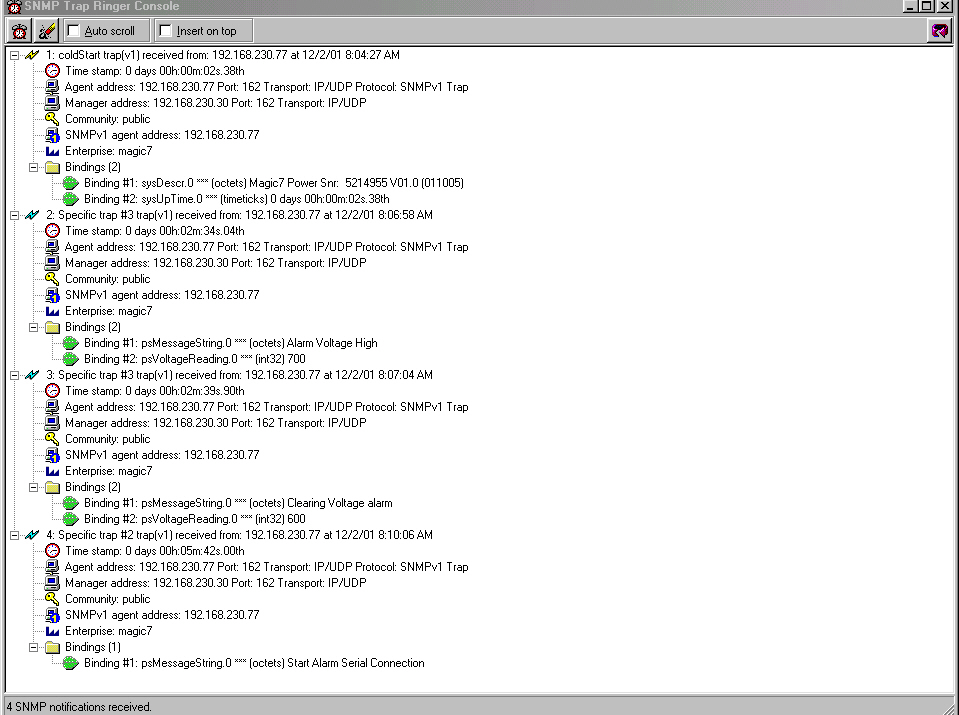 SNMP Trap Ringer Console
Auto scroll
Insert on top
1: coldStart trap(v1) received from: 192.168.230.77 at 12/2/01 8:04:27 AM
Time stamp: 0 days 00h:00m:02s.38th
Agent address: 192.168.230.77 Port: 162 Transport: IP/UDP Protocol: SNMPv1 Trap
Manager address: 192.168.230.30 Port: 162 Transport: IP/UDP
Community: public
SNMPv1 agent address: 192.168.230.77
Enterprise: magic7
Bindings (2)
Binding #1: sysDescr.0 *** (octets) Magic7 Power Snr:  5214955 V01.0 (011005)
Binding #2: sysUpTime.0 *** (timeticks) 0 days 00h:00m:02s.38th
2: Specific trap #3 trap(v1) received from: 192.168.230.77 at 12/2/01 8:06:58 AM
Time stamp: 0 days 00h:02m:34s.04th
Agent address: 192.168.230.77 Port: 162 Transport: IP/UDP Protocol: SNMPv1 Trap
Manager address: 192.168.230.30 Port: 162 Transport: IP/UDP
Community: public
SNMPv1 agent address: 192.168.230.77
Enterprise: magic7
Bindings (2)
Binding #1: psMessageString.0 *** (octets) Alarm Voltage High
Binding #2: psVoltageReading.0 *** (int32) 700
3: Specific trap #3 trap(v1) received from: 192.168.230.77 at 12/2/01 8:07:04 AM
Time stamp: 0 days 00h:02m:39s.90th
Agent address: 192.168.230.77 Port: 162 Transport: IP/UDP Protocol: SNMPv1 Trap
Manager address: 192.168.230.30 Port: 162 Transport: IP/UDP
Community: public
SNMPv1 agent address: 192.168.230.77
Enterprise: magic7
Bindings (2)
Binding #1: psMessageString.0 *** (octets) Clearing Voltage alarm
Binding #2: psVoltageReading.0 *** (int32) 600
4: Specific trap #2 trap(v1) received from: 192.168.230.77 at 12/2/01 8:10:06 AM
Time stamp: 0 days 00h:05m:42s.00th
Agent address: 192.168.230.77 Port: 162 Transport: IP/UDP Protocol: SNMPv1 Trap
Manager address: 192.168.230.30 Port: 162 Transport: IP/UDP
Community: public
SNMPv1 agent address: 192.168.230.77
Enterprise: magic7
Bindings (1)
Binding #1: psMessageString.0 *** (octets) Start Alarm Serial Connection
4 SNMP notifications received.